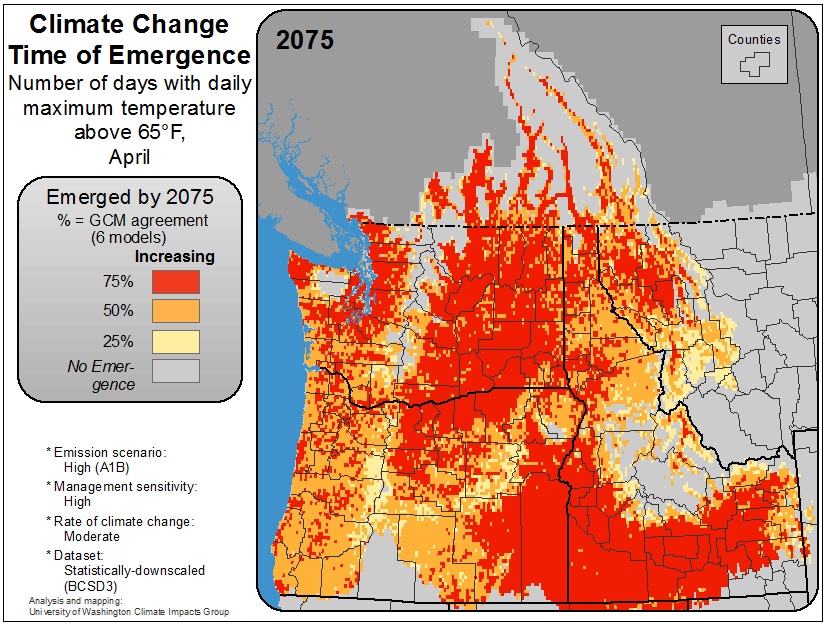 Climate Change
Time of Emergence
Number of days with daily
maximum temperature
above 65°F,
April
Emerged by 2075
% = GCM agreement
(6 models)
Increasing
75%
50%
25%
No Emer-
gence
* Emission scenario:
High (A1B)
* Management sensitivity:
High
* Rate of climate change:
Moderate
* Dataset:
Statistically-downscaled
(BCSD3)
Analysis and mapping:
University of Washington Climate Impacts Group
2075
Counties